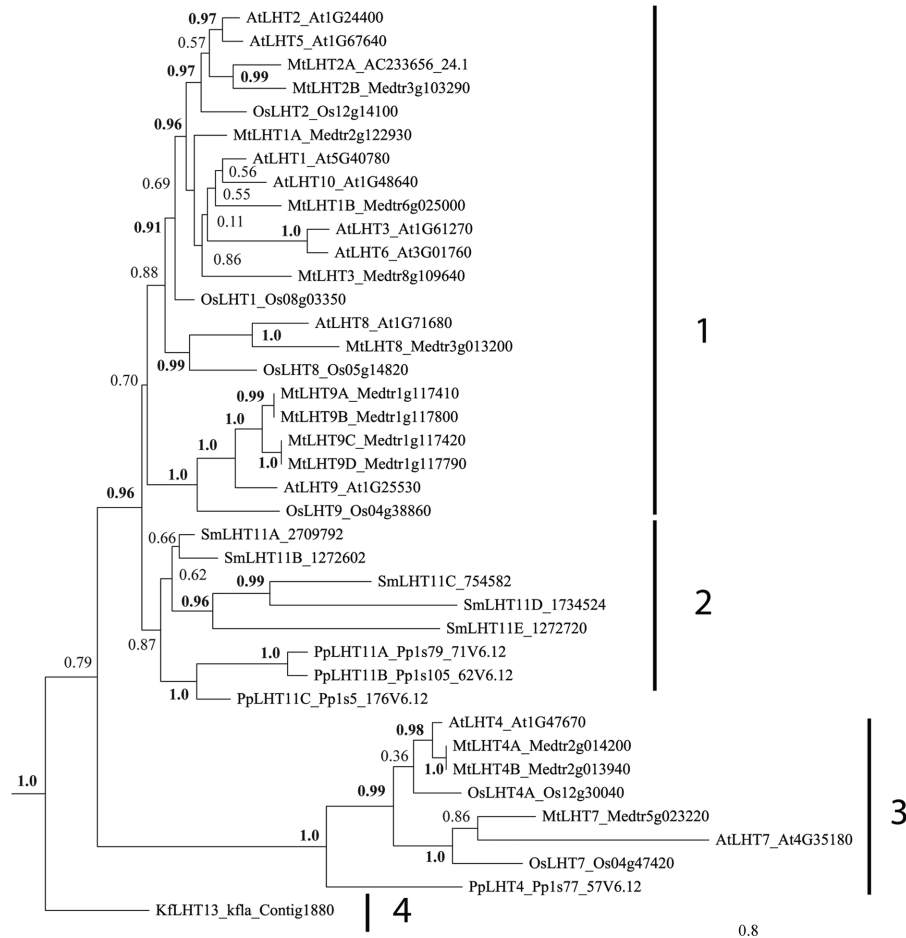 0.97 AtLHT2_At1G24400
0.57 AtLHT5_At1G67640
MtLHT2A_AC233656_24.1
0.97 0.99
MtLHT2B_Medtr3g103290
OsLHT2_Os12g14100
0.96
MtLHT1A_Medtr2g122930
AtLHT1_At5G40780
0.56
0.69 AtLHT10_At1G48640
0.55
MtLHT1B_Medtr6g025000
0.11
0.91 1.0 AtLHT3_At1G61270
AtLHT6_At3G01760
0.86
0.88 MtLHT3_Medtr8g109640
OsLHT1_Os08g03350
AtLHT8_At1G71680
1.0 1
MtLHT8_Medtr3g013200
0.99 OsLHT8_Os05g14820
0.70
0.99 MtLHT9A_Medtr1g117410
1.0 MtLHT9B_Medtr1g117800
1.0 MtLHT9C_Medtr1g117420
1.0 MtLHT9D_Medtr1g117790
1.0
AtLHT9_At1G25530
0.96
OsLHT9_Os04g38860
0.66 SmLHT11A_2709792
SmLHT11B_1272602
0.62 0.99 SmLHT11C_754582
0.96 SmLHT11D_1734524 2
SmLHT11E_1272720
0.87 1.0 PpLHT11A_Pp1s79_71V6.12
0.79 PpLHT11B_Pp1s105_62V6.12
1.0 PpLHT11C_Pp1s5_176V6.12
0.98 AtLHT4_At1G47670
MtLHT4A_Medtr2g014200
0.36
1.0 MtLHT4B_Medtr2g013940
1.0 0.99 OsLHT4A_Os12g30040
0.86 MtLHT7_Medtr5g023220 3
1.0 AtLHT7_At4G35180
1.0 OsLHT7_Os04g47420
PpLHT4_Pp1s77_57V6.12
KfLHT13_kfla_Contig1880 4
0.8